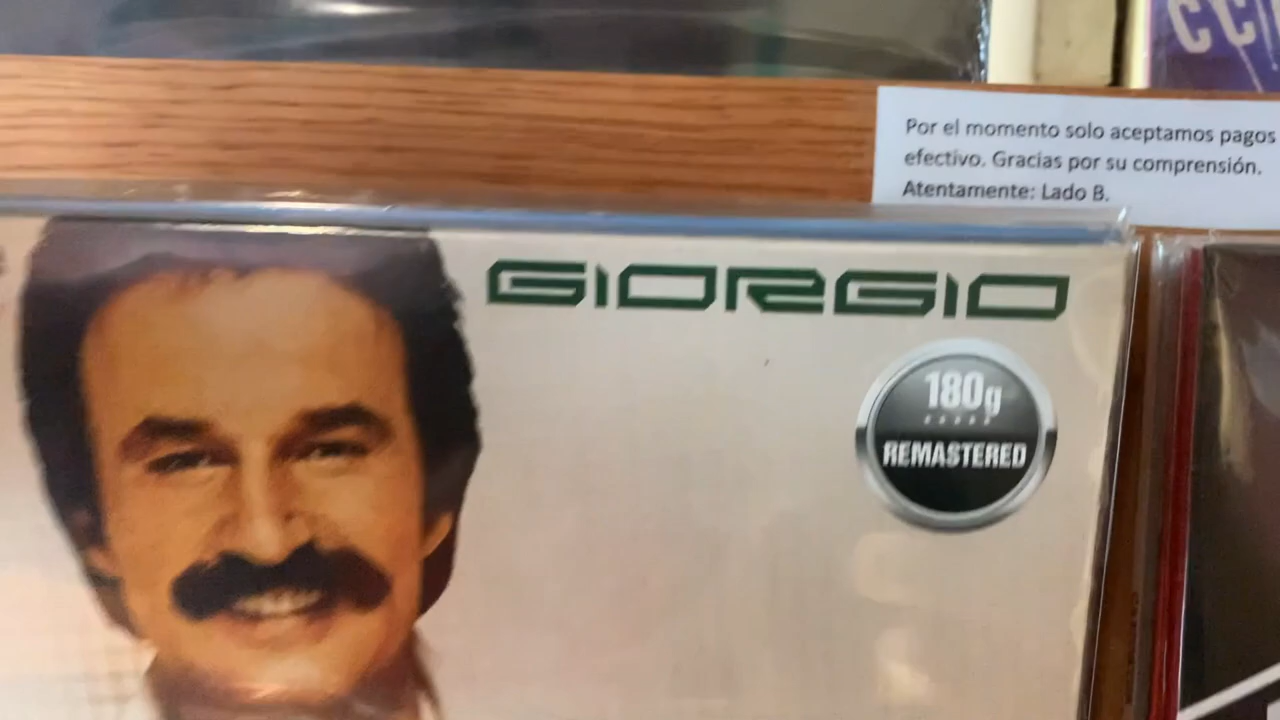 Por el momento solo aceptamos pagos
efectivo. Gracias por su comprensión.
Atentamente: Lado B.
GIORGIO
180g
REMASTERED